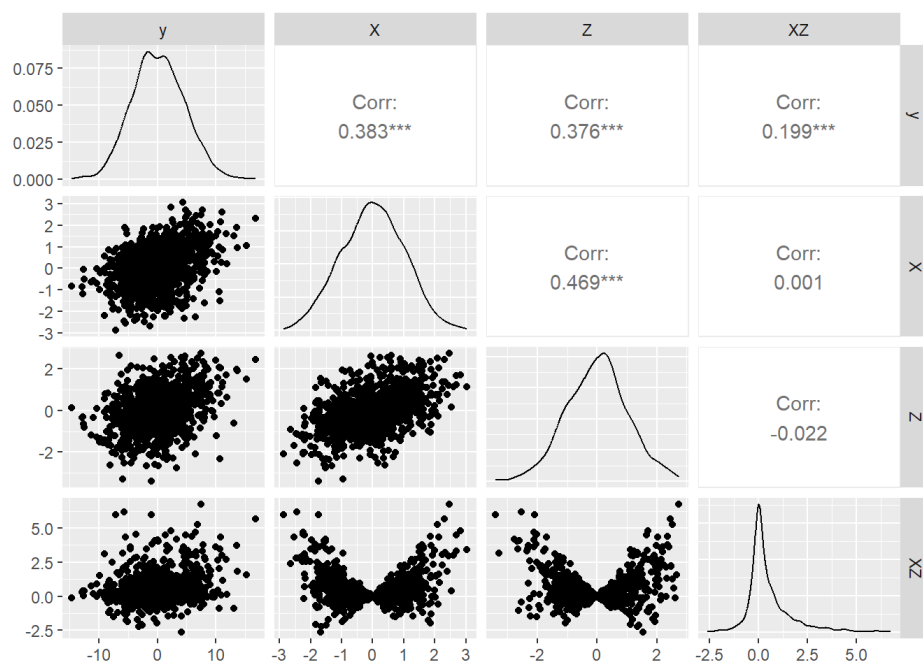 y X Z XZ
0.075
0.050
0.025
0.000
Corr:
0.383***
Corr:
0.376***
Corr:
0.199***
y
3
2
1
0
-1
-2
-3
Corr:
0.469***
Corr:
0.001
X
2
0
-2
Corr:
-0.022
Z
5.0
2.5
0.0
-2.5
XZ
-10 0 10
-3 -2 -1 0 1 2 3
-2 0 2
-2.5 0.0 2.5 5.0